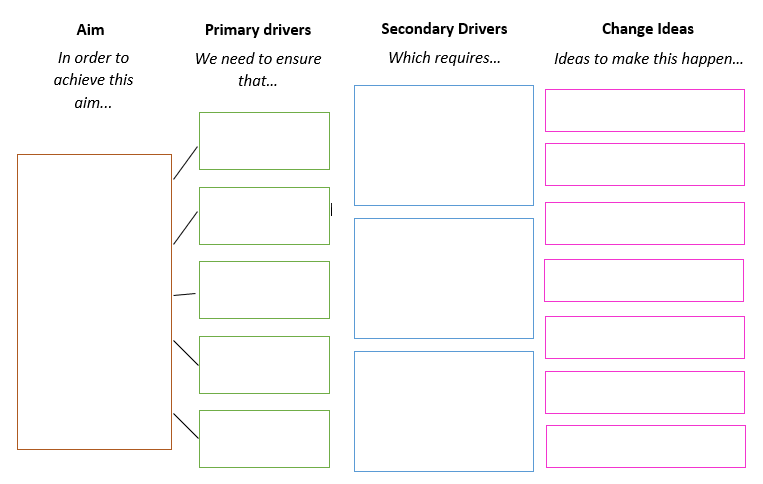 Aim
In order to
achieve this
aim...
Primary drivers
We need to ensure
that...
Secondary Drivers
Which requires...
Change Ideas
Ideas to make this happen...